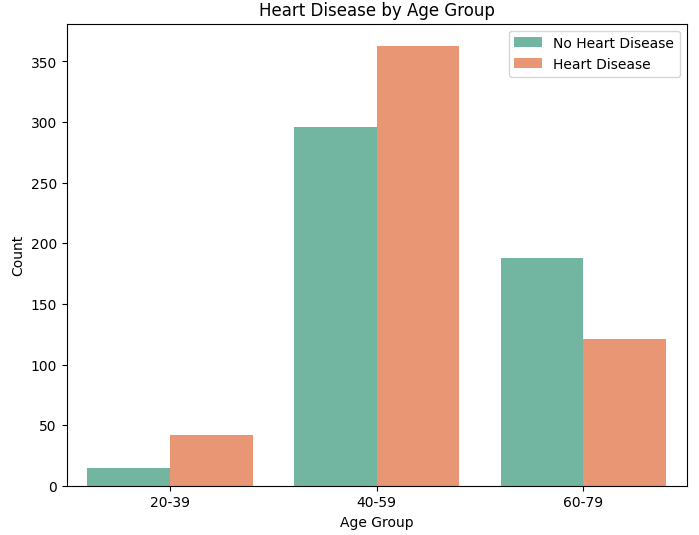 Heart Disease by Age Group
No Heart Disease
Heart Disease
350
300
250
200
150
100
50
0
Count
20-39
40-59
60-79
Age Group